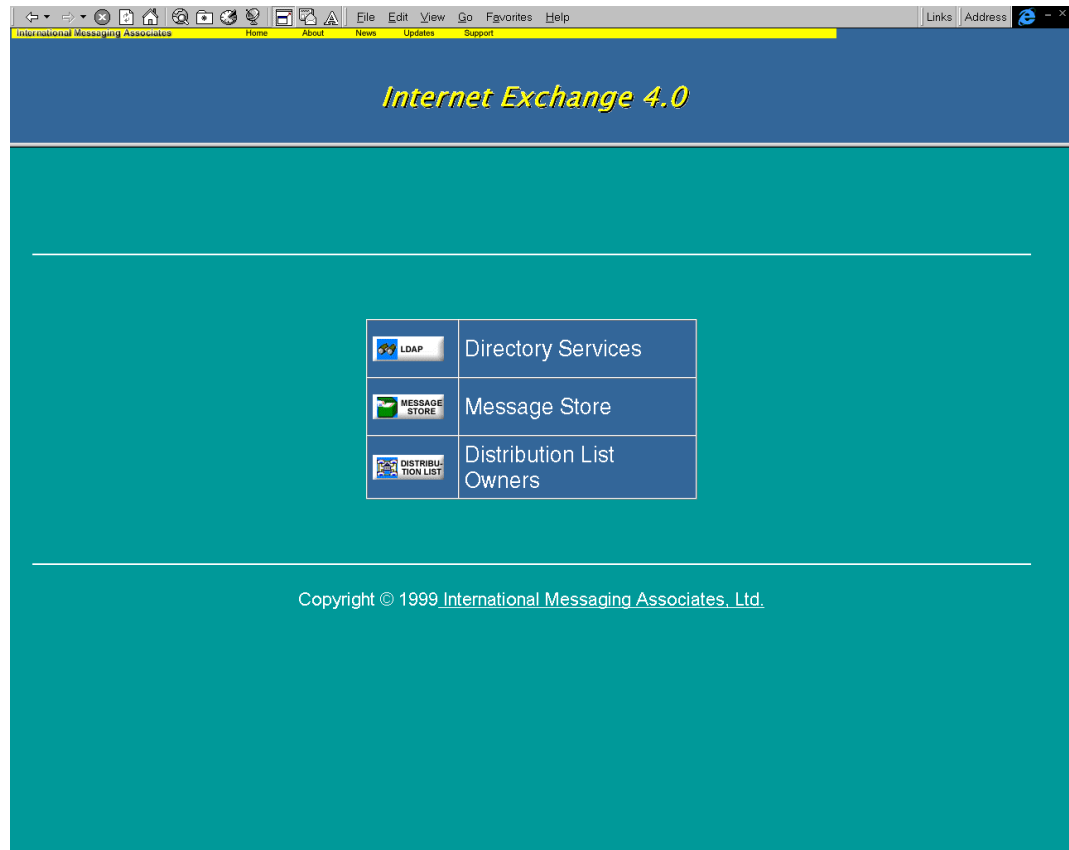 File Edit View Go Favorites Help Links Address
International Messaging Associates Home About News Updates Support
Internet Exchange 4.0
LDAP Directory Services
MESSAGE
STORE
Message Store
DISTRIBU-
TION LIST
Distribution List
Owners
Copyright © 1999 International Messaging Associates, Ltd.